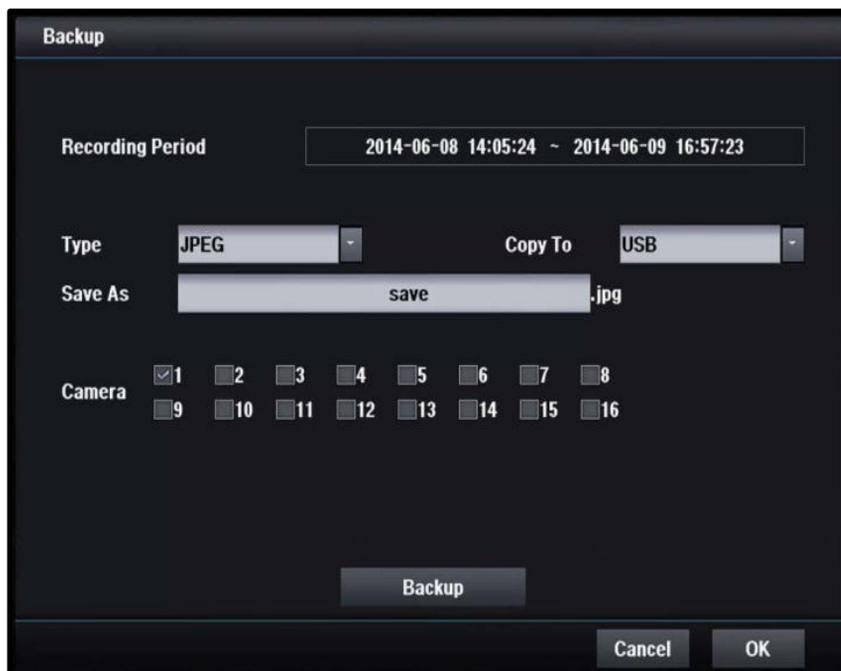 Backup
Recording Period 2014-06-08 14:05:24 ~ 2014-06-09 16:57:23
Type JPEG Copy To USB
Save As save .jpg
1 2 3 4 5 6 7 8
Camera
9 10 11 12 13 14 15 16
Backup
Cancel OK